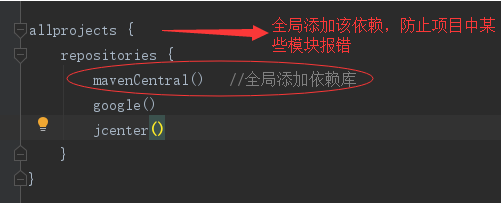 allprojects {
全局添加该依赖，防止项目中某
些模块报错
repositories {
mavenCentral()   //全局添加依赖库
google()
jcenter()
}
}